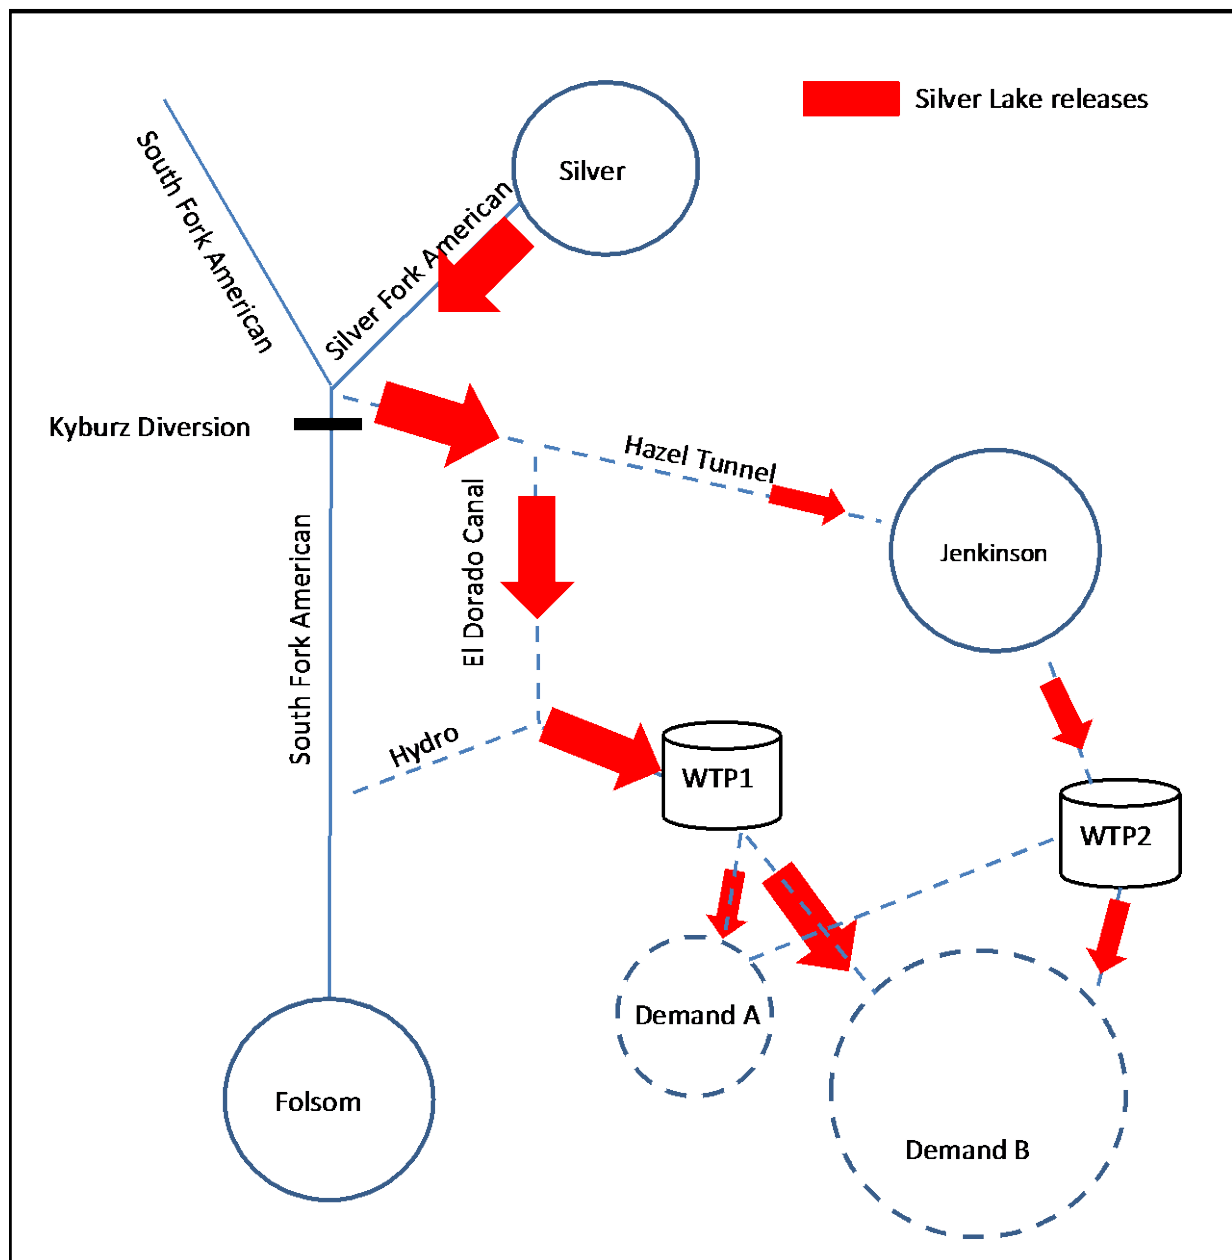 Silver Lake releases
South Fork American
Silver
Silver Fork American
Kyburz Diversion
Hazel Tunnel
El Dorado Canal
Jenkinson
South Fork American
Hydro
WTP1
WTP2
Demand A
Folsom
Demand B